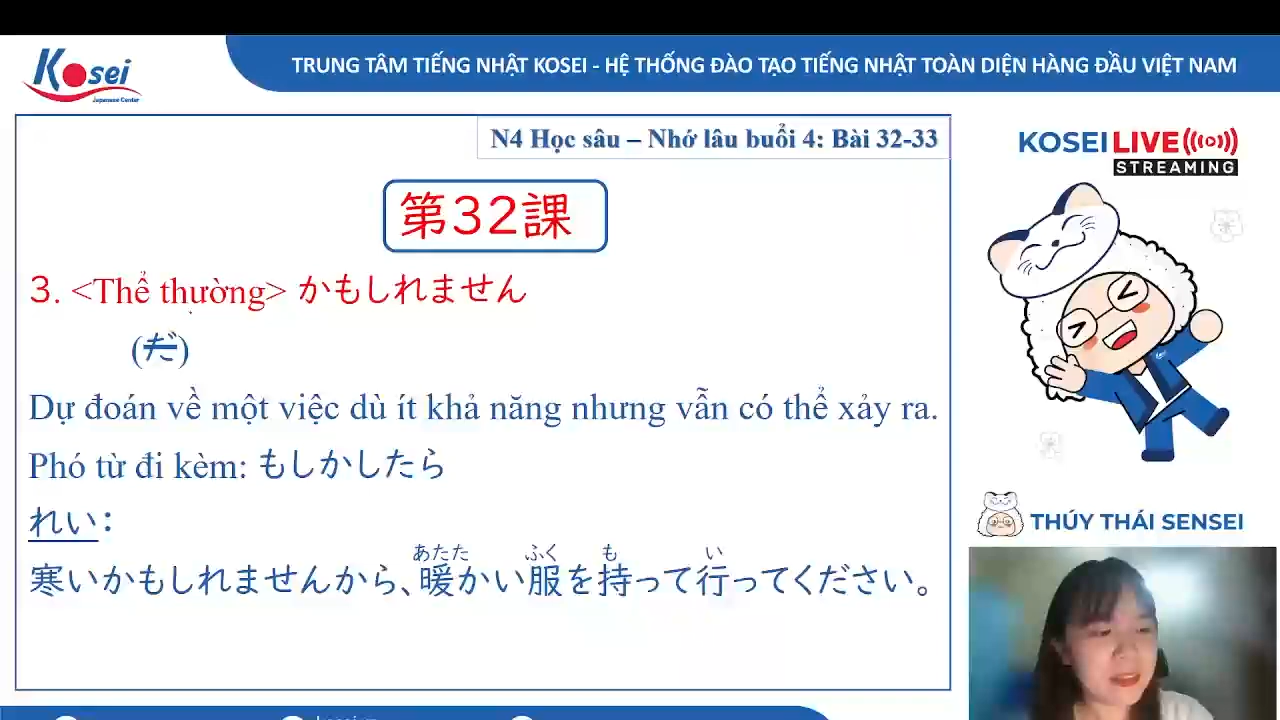 Kosei
Japanese Center
TRUNG TÂM TIẾNG NHẬT KOSEI - HỆ THỐNG ĐÀO TẠO TIẾNG NHẬT TOÀN DIỆN HÀNG ĐẦU VIỆT NAM
N4 Học sâu – Nhớ lâu buổi 4: Bài 32-33
第32課
3. <Thể thường> かもしれません
(だ)
Dự đoán về một việc dù ít khả năng nhưng vẫn có thể xảy ra.
Phó từ đi kèm: もしかしたら
れい:
あたた ふく も い
寒いかもしれませんから、暖かい服を持って行ってください。
KOSEI LIVE
STREAMING
THÚY THÁI SENSEI